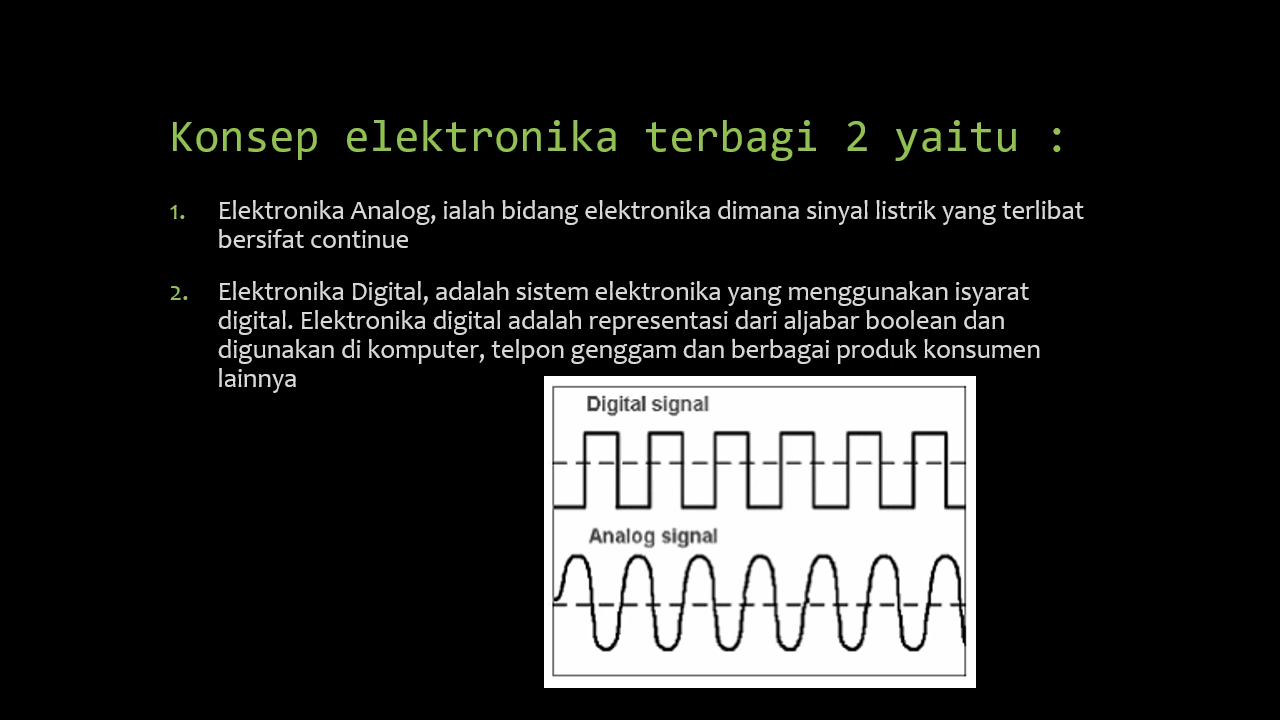 Konsep elektronika terbagi 2 yaitu :
1. Elektronika Analog, ialah bidang elektronika dimana sinyal listrik yang terlibat
bersifat continue
2. Elektronika Digital, adalah sistem elektronika yang menggunakan isyarat
digital. Elektronika digital adalah representasi dari aljabar boolean dan
digunakan di komputer, telpon genggam dan berbagai produk konsumen
lainnya
Digital signal
Analog signal